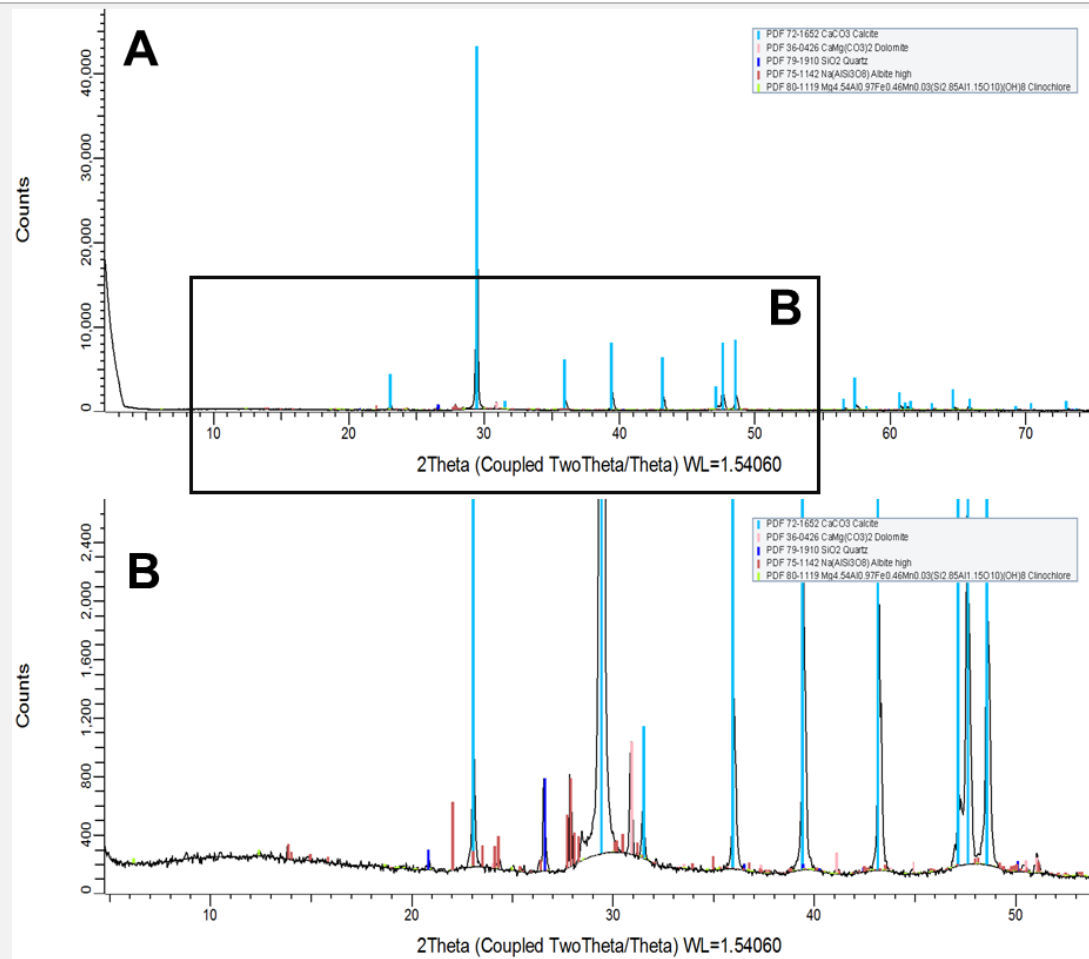 A
PDF 72-1652 CaCO3 Calcite
PDF 36-0426 CaMg(CO3)2 Dolomite
PDF 79-1910 SiO2 Quartz
PDF 75-1142 Na(AlSi3O8) Albite high
PDF 80-1119 Mg4.54Al0.97Fe0.46Mn0.03(Si2.85Al1.15O10)(OH)8 Clinochlore
Counts
40,000
30,000
20,000
10,000
0
B
10 20 30 40 50 60 70
2Theta (Coupled TwoTheta/Theta) WL=1.54060
B
PDF 72-1652 CaCO3 Calcite
PDF 36-0426 CaMg(CO3)2 Dolomite
PDF 79-1910 SiO2 Quartz
PDF 75-1142 Na(AlSi3O8) Albite high
PDF 80-1119 Mg4.54Al0.97Fe0.46Mn0.03(Si2.85Al1.15O10)(OH)8 Clinochlore
Counts
2,400
2,000
1,600
1,200
800
400
0
10 20 30 40 50
2Theta (Coupled TwoTheta/Theta) WL=1.54060